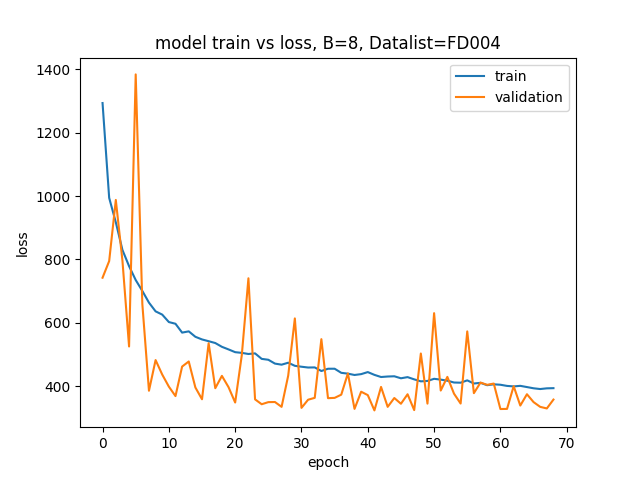 model train vs loss, B=8, Datalist=FD004
train
validation
1400
1200
1000
800
600
400
loss
0 10 20 30 40 50 60 70
epoch